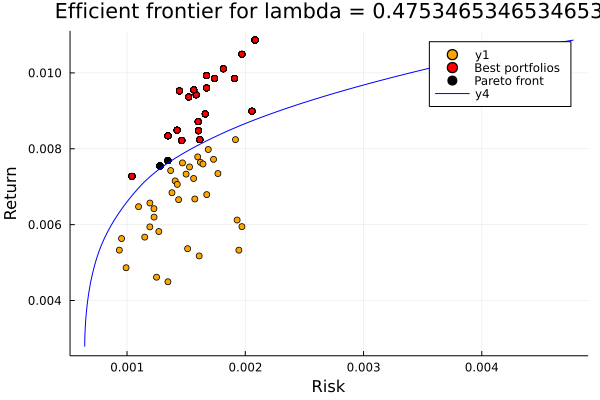 Efficient frontier for lambda = 0.4753465346534653
y1
Best portfolios
Pareto front
y4
0.010
0.008
0.006
0.004
Return
0.001
0.002
0.003
0.004
Risk